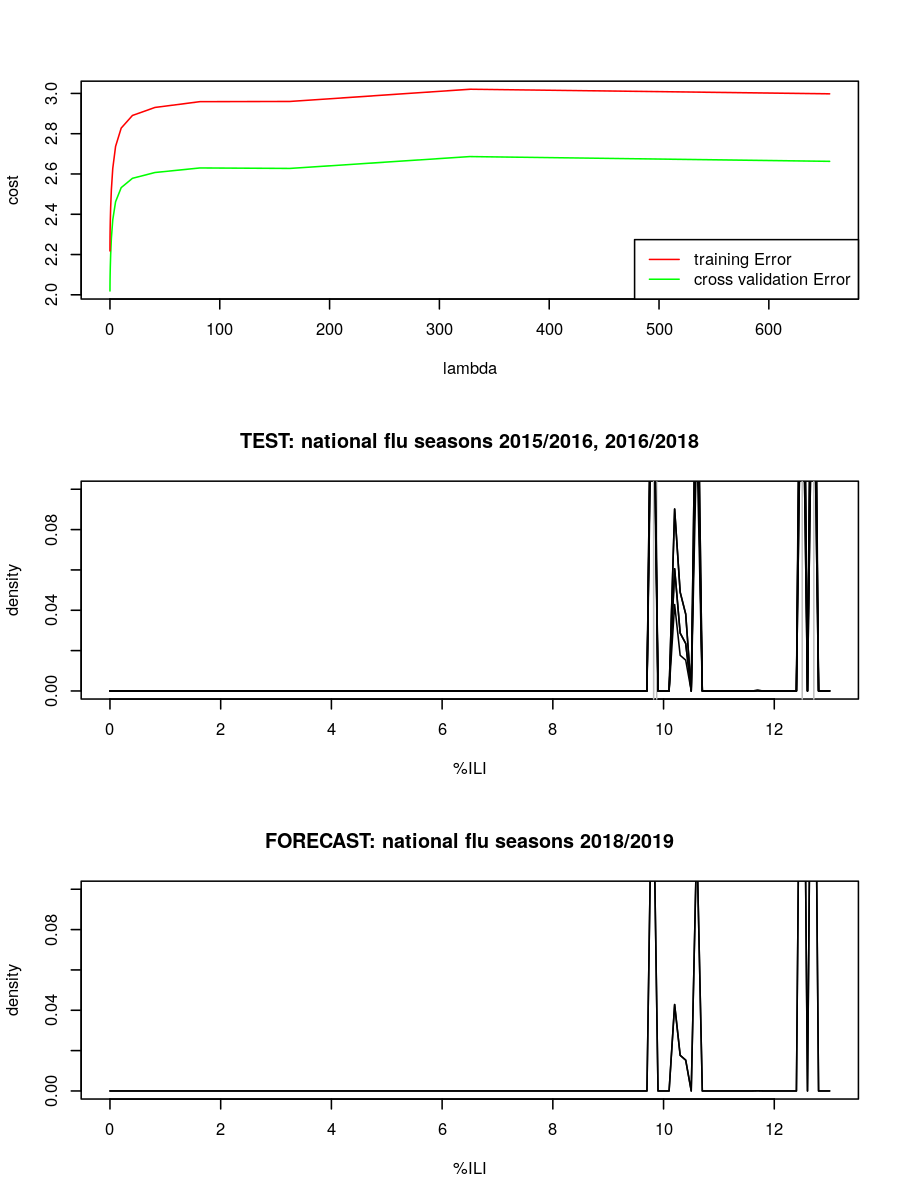 cost
2.0 2.2 2.4 2.6 2.8 3.0
training Error
cross validation Error
0 100 200 300 400 500 600
lambda
TEST: national flu seasons 2015/2016, 2016/2018
density
0.00 0.04 0.08
0 2 4 6 8 10 12
%ILI
FORECAST: national flu seasons 2018/2019
density
0.00 0.04 0.08
0 2 4 6 8 10 12
%ILI